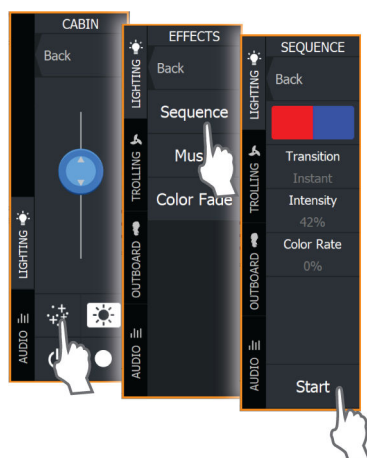 CABIN
Back
LIGHTING
AUDIO
EFFECTS
Back
Sequence
Mus
Color Fade
LIGHTING
TROLLING
OUTBOARD
AUDIO
SEQUENCE
Back
Transition
Instant
Intensity
42%
Color Rate
0%
Start
LIGHTING
TROLLING
OUTBOARD
AUDIO